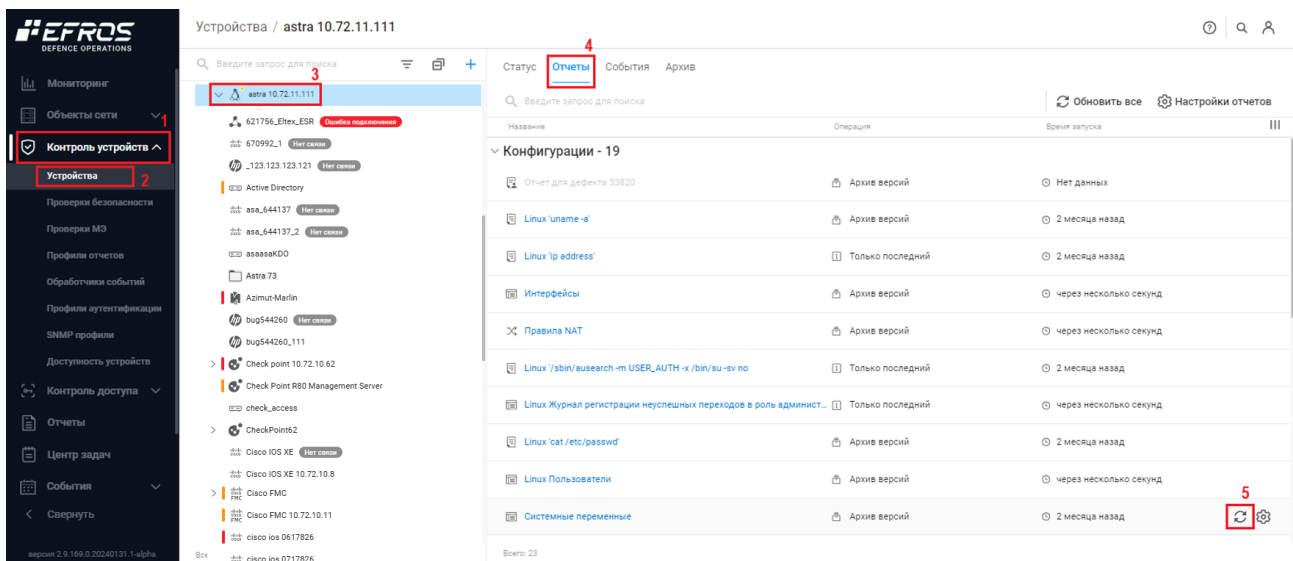 EFROS
DEFENCE OPERATIONS
Устройства / astra 10.72.11.111
Мониторинг
Объекты сети
1
Контроль устройств
Устройства
2
Проверки безопасности
Проверки МЭ
Профили отчетов
Обработчики событий
Профили аутентификации
SNMP профили
Доступность устройств
Контроль доступа
Отчеты
Центр задач
События
Свернуть
версия 2.9.169.0.20240131.1-alpha
Введите запрос для поиска
3
astra 10.72.11.111
621756_Eltex_ESR Ошибка подключения
670992_1 Нет связи
_123.123.123.121 Нет связи
Active Directory
asa_644137 Нет связи
asa_644137_2 Нет связи
asaasaKDO
Astra 73
Azimut-Marlin
bug544260 Нет связи
bug544260_111
Check point 10.72.10.62
Check Point R80 Management Server
check_access
CheckPoint62
Cisco IOS XE Нет связи
Cisco IOS XE 10.72.10.8
Cisco FMC
Cisco FMC 10.72.10.11
cisco ios 0617826
cisco ios 0717826
4
Статус Отчеты События Архив
Введите запрос для поиска
Обновить все Настройки отчетов
Название Операция Время запуска
Конфигурации - 19
Отчет для дефекта 33620 Архив версий Нет данных
Linux 'uname -a' Архив версий 2 месяца назад
Linux 'ip address' Только последний 2 месяца назад
Интерфейсы Архив версий через несколько секунд
Правила NAT Архив версий через несколько секунд
Linux '/sbin/ausearch -m USER_AUTH -x /bin/su -sv no Только последний 2 месяца назад
Linux Журнал регистрации неуспешных переходов в роль админист... Только последний через несколько секунд
Linux 'cat /etc/passwd' Архив версий 2 месяца назад
Linux Пользователи Архив версий через несколько секунд
5
Системные переменные Архив версий 2 месяца назад
Всего: 23